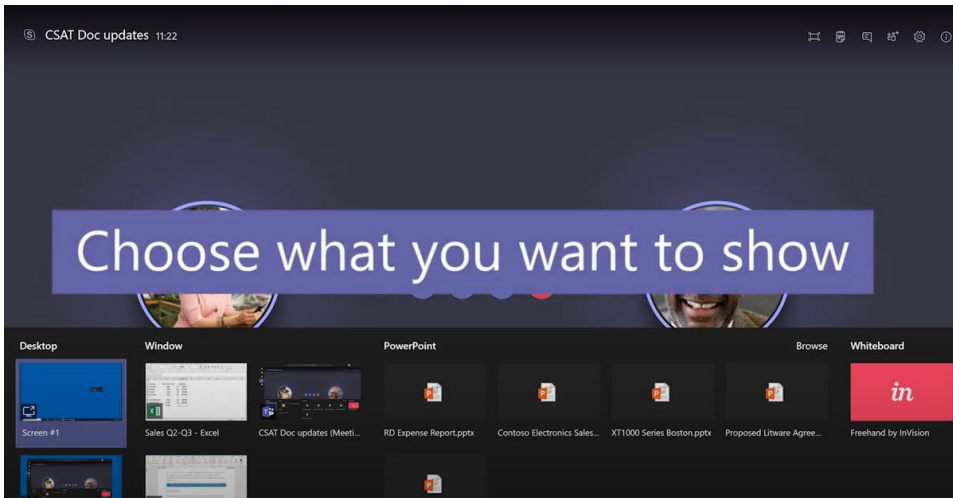 CSAT Doc updates 11:22
Choose what you want to show
Desktop Window PowerPoint Browse Whiteboard
in
Screen #1 Sales Q2-Q3 - Excel CSAT Doc updates (Meeti... RD Expense Report.pptx Contoso Electronics Sales... XT1000 Series Boston.pptx Proposed Litware Agree... Freehand by InVision